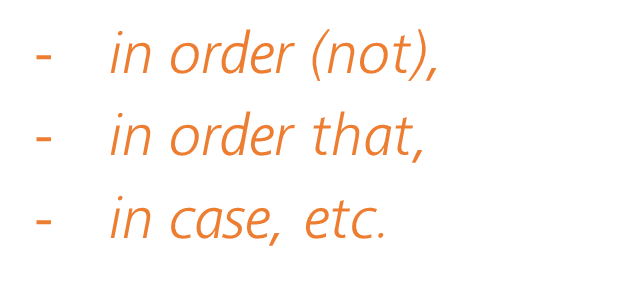 - in order (not),
- in order that,
- in case, etc.